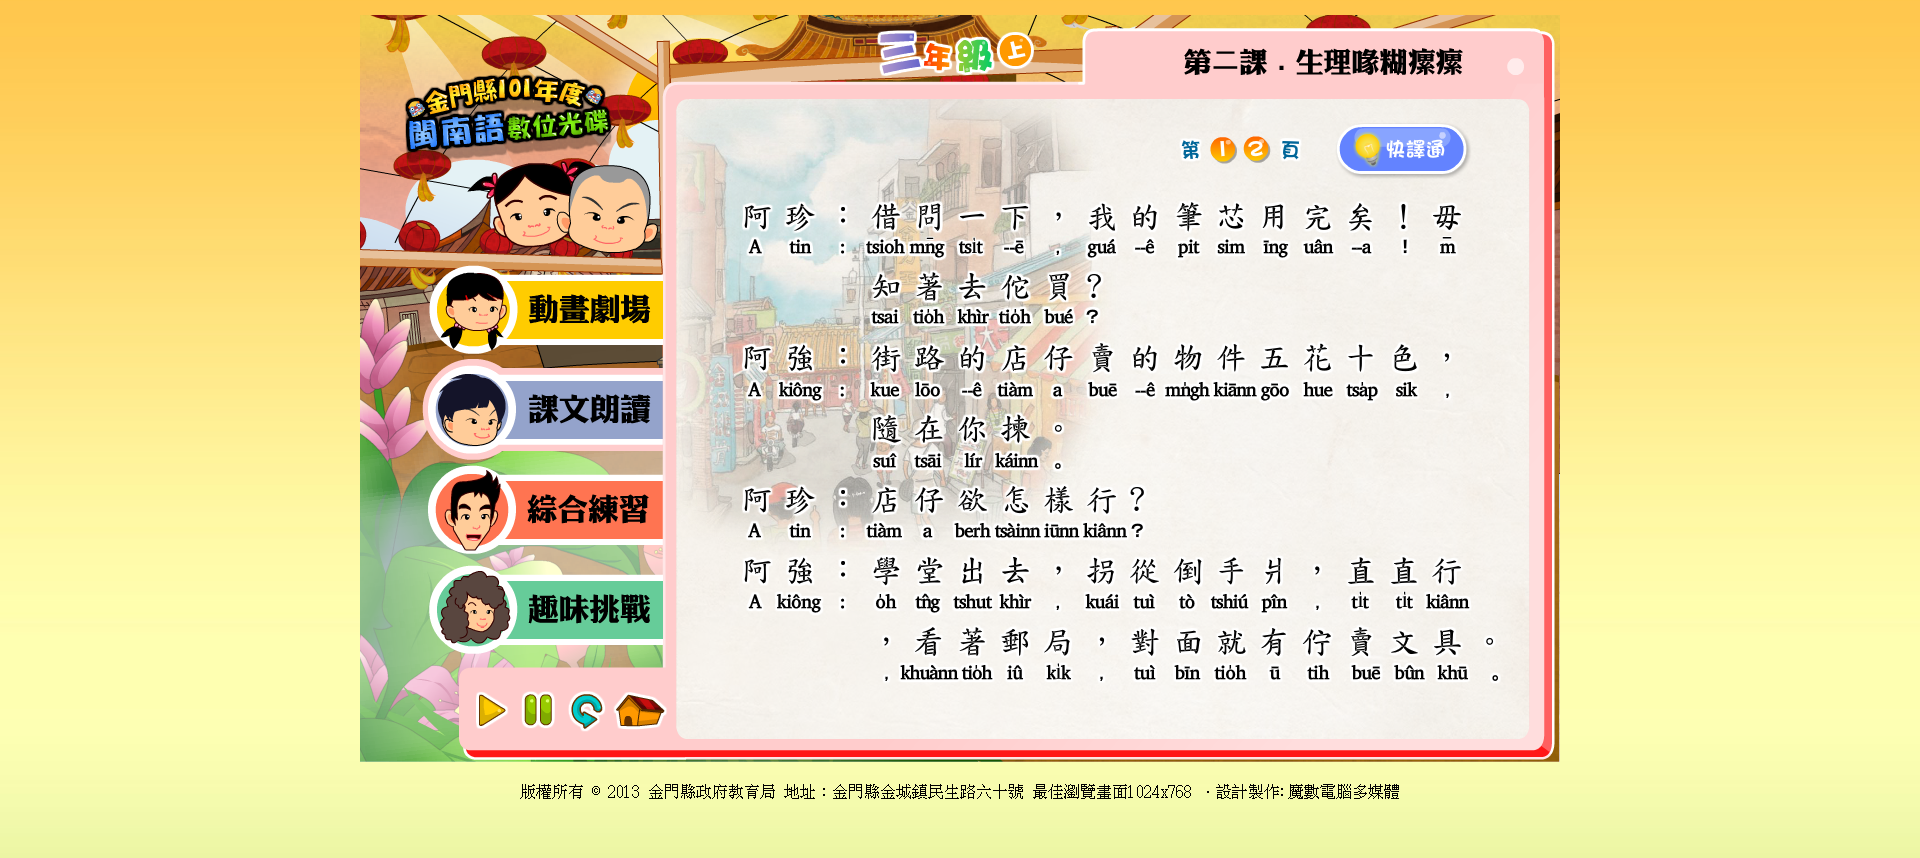 三年級上
第二課．生理喙糊瘰瘰
金門縣101年度
閩南語數位光碟
第12頁
快譯通
阿珍：借問一下，我的筆芯用完矣！毋
A tin : tsioh mn̄g tsi̍t --ē , guá --ê pit sim īng uân --a ! m̄
知著去佗買？
tsai tio̍h khìr tio̍h bué ?
阿強：街路的店仔賣的物件五花十色，
A kiông : kue lōo --ê tiàm a buē --ê mn̍gh kiānn gōo hue tsa̍p sik ,
隨在你揀。
suî tsāi lír káinn 。
阿珍：店仔欲怎樣行？
A tin : tiàm a berh tsàinn iūnn kiânn ?
阿強：學堂出去，拐從倒手爿，直直行
A kiông : o̍h tn̂g tshut khìr , kuái tuì tò tshiú pîn , ti̍t ti̍t kiânn
，看著郵局，對面就有佇賣文具。
, khuànn tio̍h iû ki̍k , tuì bīn tio̍h ū tih buē bûn khū 。
動畫劇場
課文朗讀
綜合練習
趣味挑戰
版權所有 © 2013 金門縣政府教育局 地址：金門縣金城鎮民生路六十號 最佳瀏覽畫面1024x768 ．設計製作: 魔數電腦多媒體